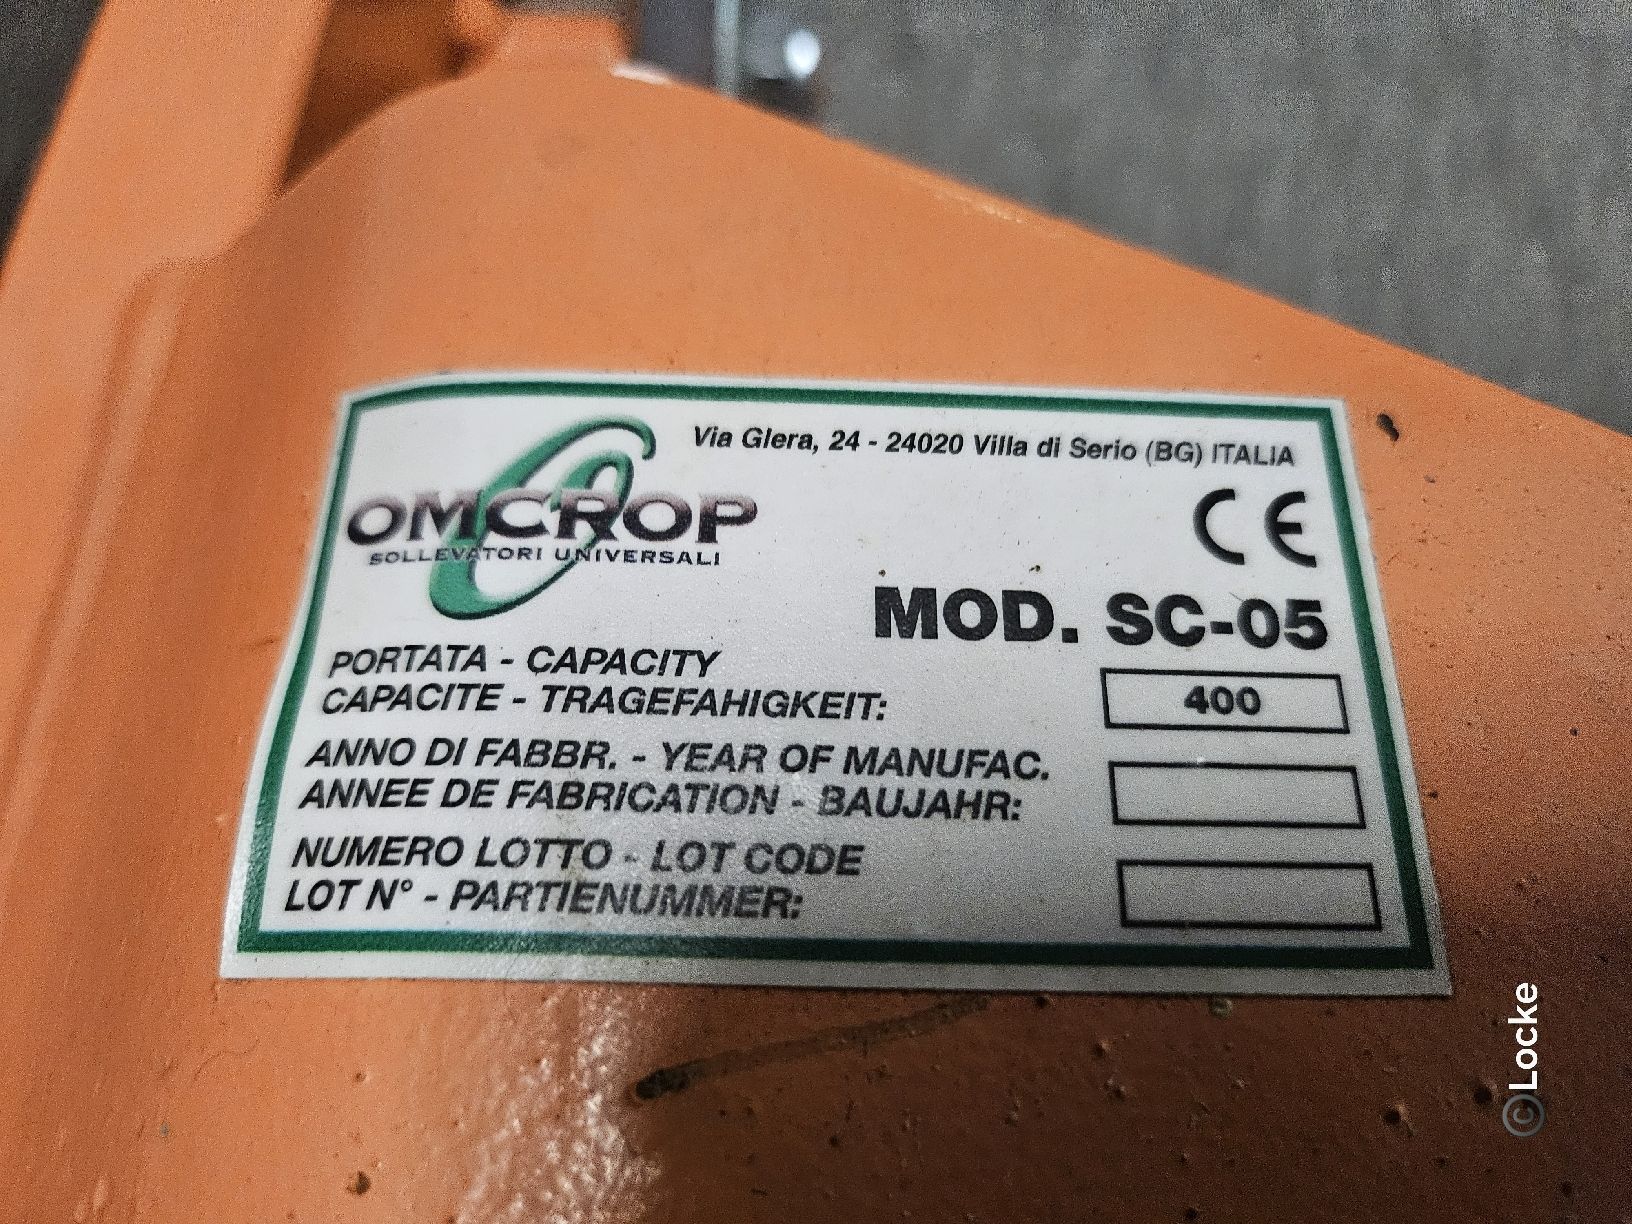 Via Glera, 24 - 24020 Villa di Serio (BG) ITALIA
OMCROP
SOLLEVATORI UNIVERSALI
CE
MOD. SC-05
PORTATA - CAPACITY
CAPACITE - TRAGEFAHIGKEIT: 400
ANNO DI FABBR. - YEAR OF MANUFAC.
ANNEE DE FABRICATION - BAUJAHR:
NUMERO LOTTO - LOT CODE
LOT N° - PARTIENUMMER:
©Locke